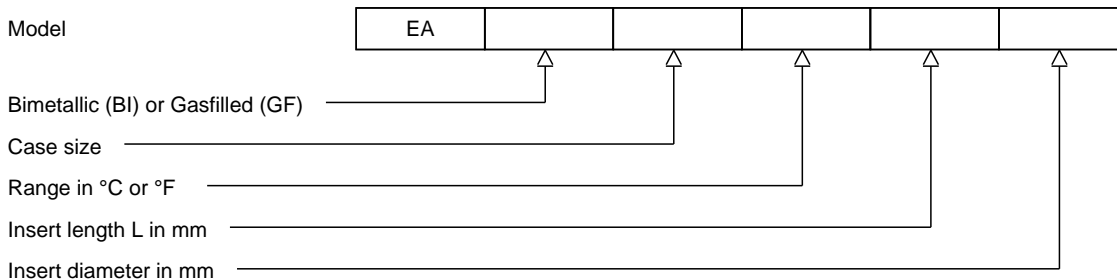 Model EA
Bimetallic (BI) or Gasfilled (GF)
Case size
Range in °C or °F
Insert length L in mm
Insert diameter in mm